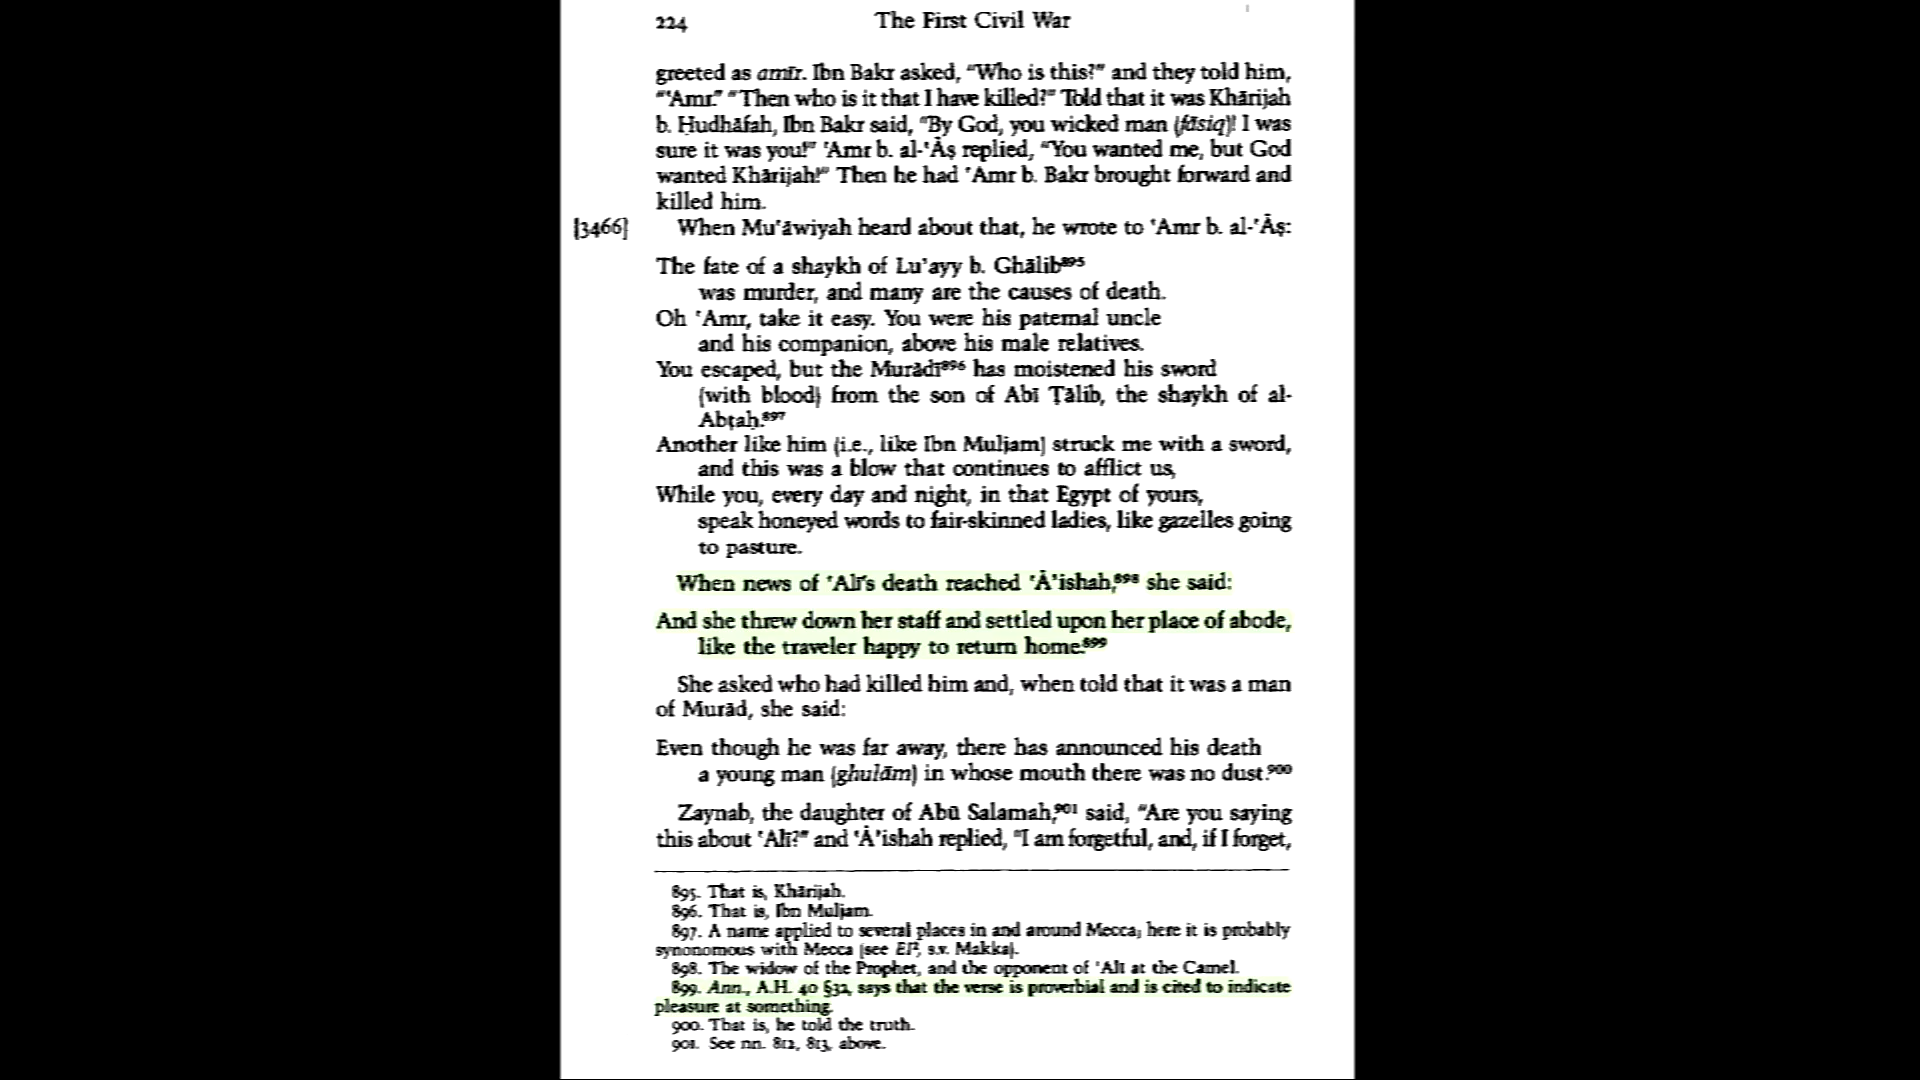 224 The First Civil War
greeted as amīr. Ibn Bakr asked, "Who is this?" and they told him,
"'Amr." "Then who is it that I have killed?" Told that it was Khārijah
b. Ḥudhāfah, Ibn Bakr said, "By God, you wicked man (fāsiq)! I was
sure it was you!" 'Amr b. al-'Āṣ replied, "You wanted me, but God
wanted Khārijah!" Then he had 'Amr b. Bakr brought forward and
killed him.
[3466] When Mu'āwiyah heard about that, he wrote to 'Amr b. al-'Āṣ:
The fate of a shaykh of Lu'ayy b. Ghālib⁸⁹⁵
was murder, and many are the causes of death.
Oh 'Amr, take it easy. You were his paternal uncle
and his companion, above his male relatives.
You escaped, but the Murādī⁸⁹⁶ has moistened his sword
(with blood) from the son of Abī Ṭālib, the shaykh of al-
Abṭaḥ.⁸⁹⁷
Another like him (i.e., like Ibn Muljam) struck me with a sword,
and this was a blow that continues to afflict us,
While you, every day and night, in that Egypt of yours,
speak honeyed words to fair-skinned ladies, like gazelles going
to pasture.
When news of 'Alī's death reached 'Ā'ishah,⁸⁹⁸ she said:
And she threw down her staff and settled upon her place of abode,
like the traveler happy to return home.⁸⁹⁹
She asked who had killed him and, when told that it was a man
of Murād, she said:
Even though he was far away, there has announced his death
a young man (ghulām) in whose mouth there was no dust.⁹⁰⁰
Zaynab, the daughter of Abū Salamah,⁹⁰¹ said, "Are you saying
this about 'Alī?" and 'Ā'ishah replied, "I am forgetful, and, if I forget,
895. That is, Khārijah.
896. That is, Ibn Muljam.
897. A name applied to several places in and around Mecca; here it is probably
synonomous with Mecca (see EI², s.v. Makka).
898. The widow of the Prophet, and the opponent of 'Alī at the Camel.
899. Ann., A.H. 40 §32, says that the verse is proverbial and is cited to indicate
pleasure at something.
900. That is, he told the truth.
901. See nn. 812, 813, above.